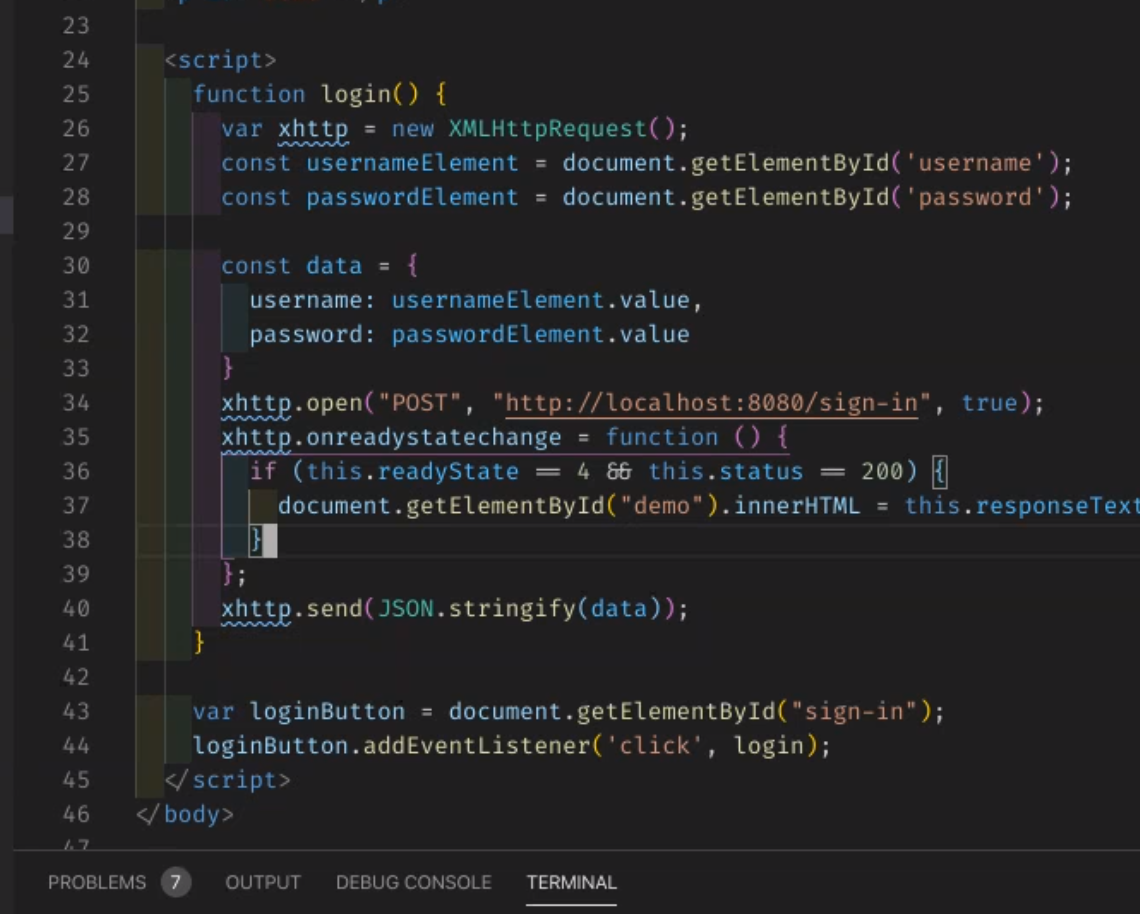 23
24 <script>
25 function login() {
26 var xhttp = new XMLHttpRequest();
27 const usernameElement = document.getElementById('username');
28 const passwordElement = document.getElementById('password');
29
30 const data = {
31 username: usernameElement.value,
32 password: passwordElement.value
33 }
34 xhttp.open("POST", "http://localhost:8080/sign-in", true);
35 xhttp.onreadystatechange = function () {
36 if (this.readyState == 4 && this.status == 200) {
37 document.getElementById("demo").innerHTML = this.responseText
38 }
39 };
40 xhttp.send(JSON.stringify(data));
41 }
42
43 var loginButton = document.getElementById("sign-in");
44 loginButton.addEventListener('click', login);
45 </script>
46 </body>
47
PROBLEMS 7 OUTPUT DEBUG CONSOLE TERMINAL